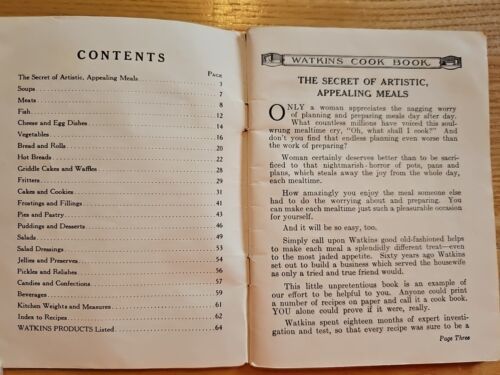 CONTENTS
PAGE
The Secret of Artistic, Appealing Meals 3
Soups 7
Meats 8
Fish 12
Cheese and Egg Dishes 14
Vegetables 16
Bread and Rolls 20
Hot Breads 22
Griddle Cakes and Waffles 28
Fritters 29
Cakes and Cookies 31
Frostings and Fillings 41
Pies and Pastry 43
Pudding and Desserts 46
Salads 49
Salad Dressings 53
Jellies and Preserves 54
Pickles and Relishes 56
Candies and Confections 57
Beverages 59
Kitchen Weights and Measures 61
Index to Recipes 62
WATKINS PRODUCTS Listed 64
WATKINS COOK BOOK
THE SECRET OF ARTISTIC,
APPEALING MEALS
ONLY a woman appreciates the nagging worry
of planning and preparing meals day after day.
What countless millions have voiced this soul-
wrung mealtime cry, "Oh, what shall I cook?" And
don't you find that endless planning even worse than
the work of preparing?
Woman certainly deserves better than to be sacri-
ficed to that nightmarish horror of pots, pans and
plans, which steals away the joy from the whole day,
each mealtime.
How amazingly you enjoy the meal someone else
had to do the worrying about and preparing. You
can make each mealtime just such a pleasurable occasion
for yourself.
And it will be so easy, too.
Simply call upon Watkins good old-fashioned helps
to make each meal a splendidly different treat—even
to the most jaded appetite. Sixty years ago Watkins
set out to build a business which served the housewife
as only a tried and true friend would.
This little unpretentious book is an example of
our effort to be helpful to you. Anyone could print
a number of recipes on paper and call it a cook book.
YOU alone could prove if it were, really.
Watkins spent eighteen months of expert investi-
gation and test, so that every recipe was sure to be a
Page Three